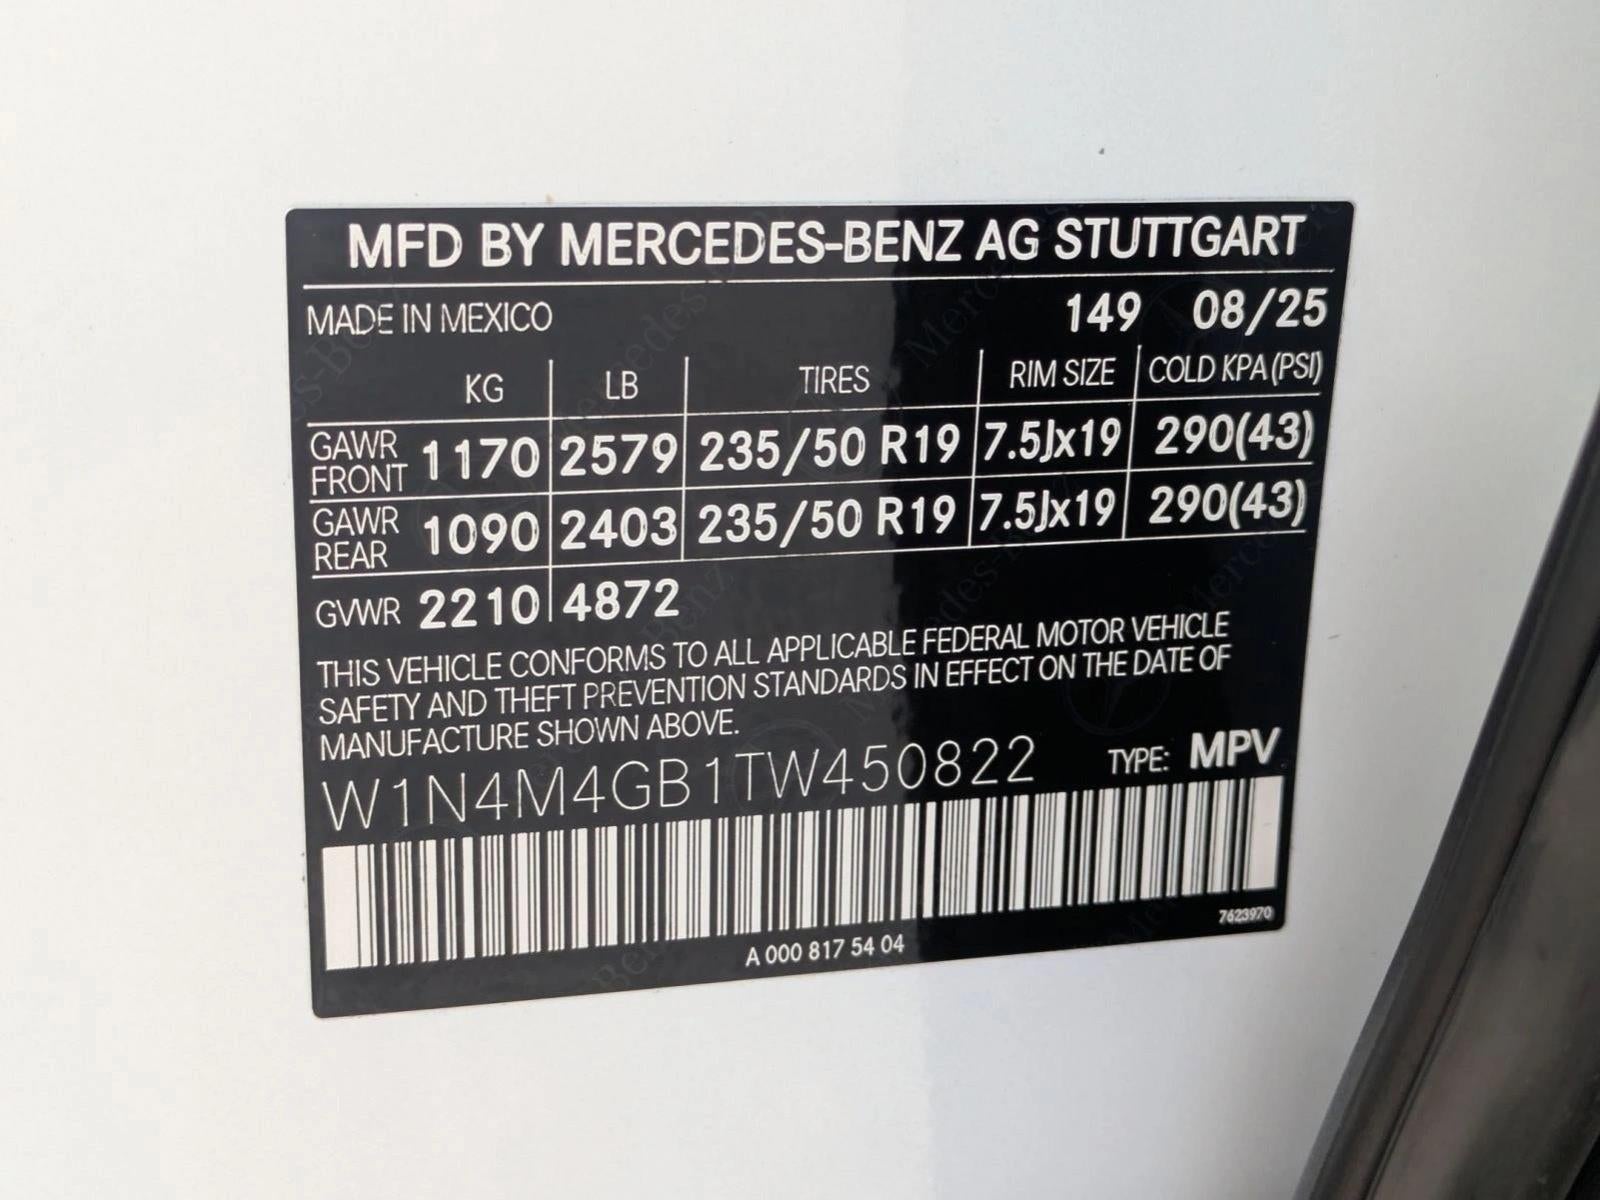 MFD BY MERCEDES-BENZ AG STUTTGART
MADE IN MEXICO 149 08/25
KG LB TIRES RIM SIZE COLD KPA(PSI)
GAWR FRONT 1170 2579 235/50 R19 7.5Jx19 290(43)
GAWR REAR 1090 2403 235/50 R19 7.5Jx19 290(43)
GVWR 2210 4872
THIS VEHICLE CONFORMS TO ALL APPLICABLE FEDERAL MOTOR VEHICLE
SAFETY AND THEFT PREVENTION STANDARDS IN EFFECT ON THE DATE OF
MANUFACTURE SHOWN ABOVE.
W1N4M4GB1TW450822 TYPE: MPV
7623970
A 000 817 54 04